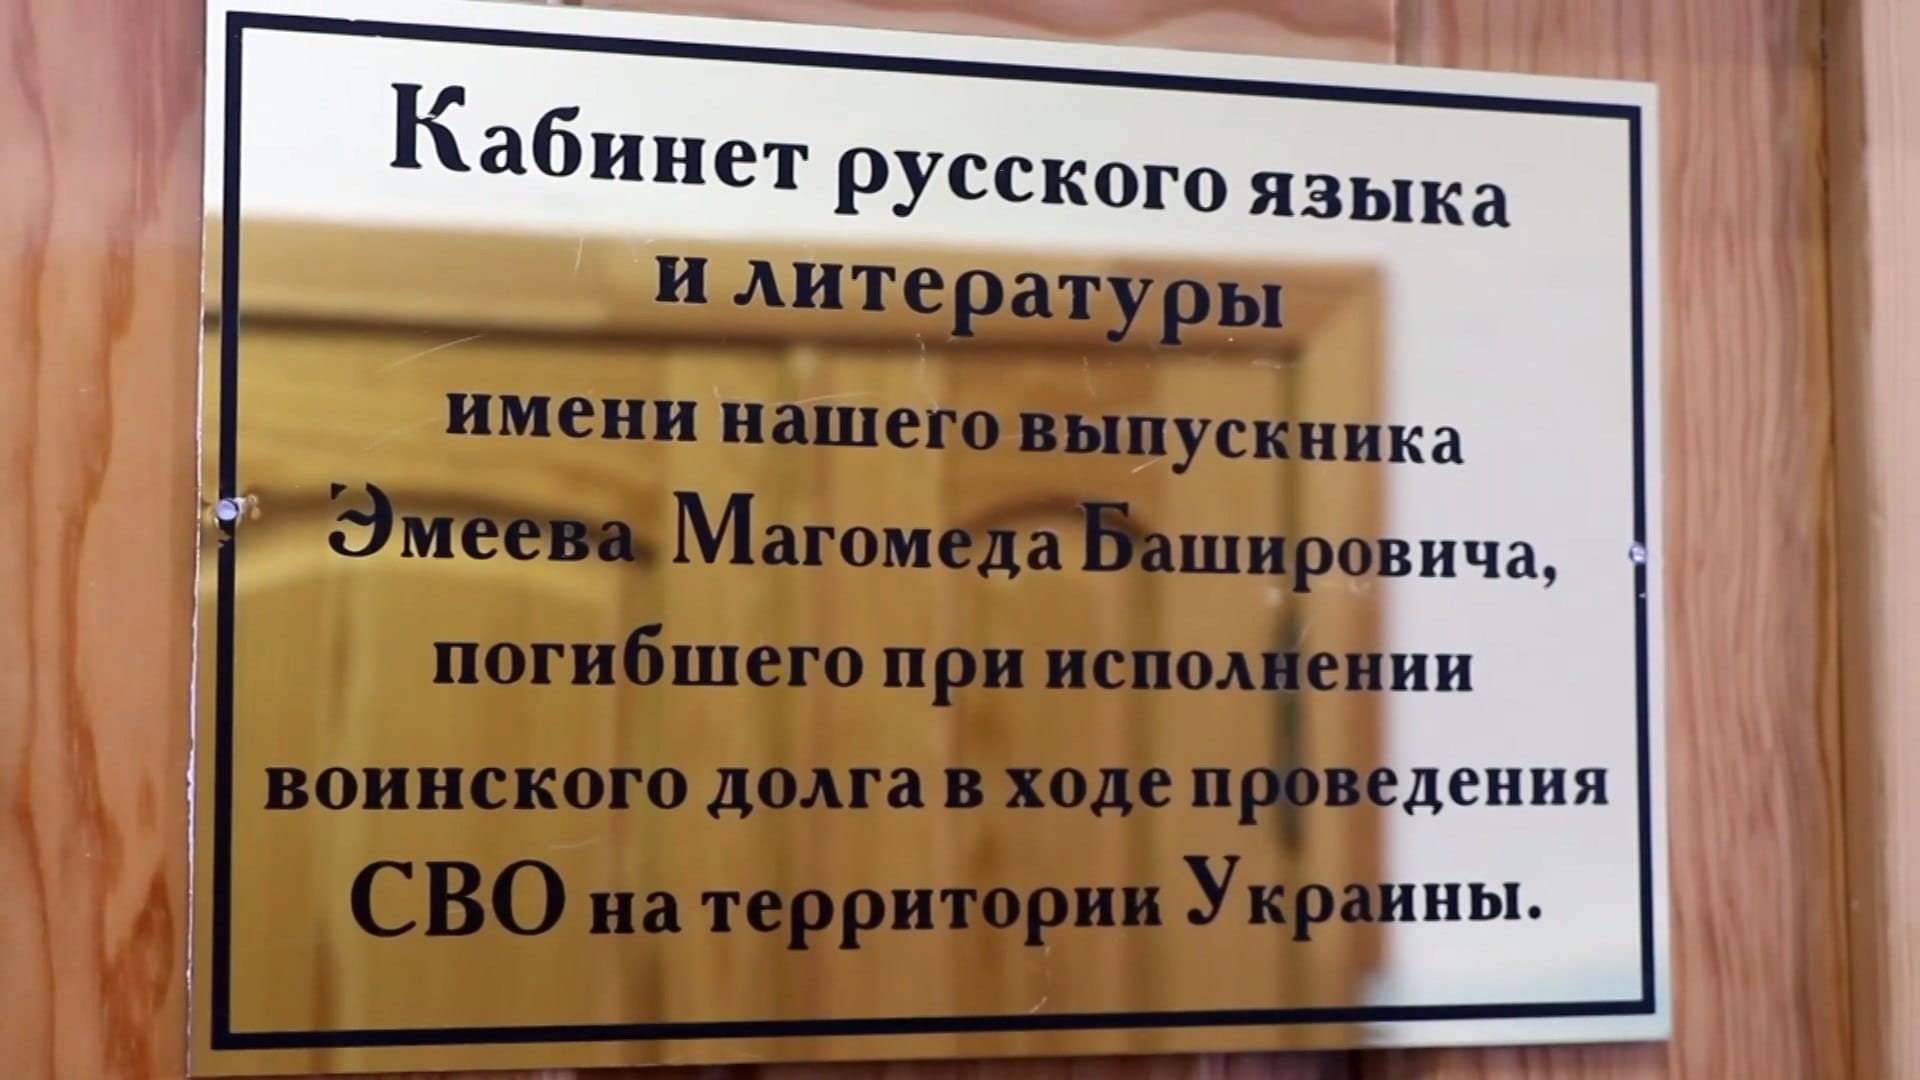 Кабинет русского языка
и литературы
имени нашего выпускника
Эмеева Магомеда Башировича,
погибшего при исполнении
воинского долга в ходе проведения
СВО на территории Украины.